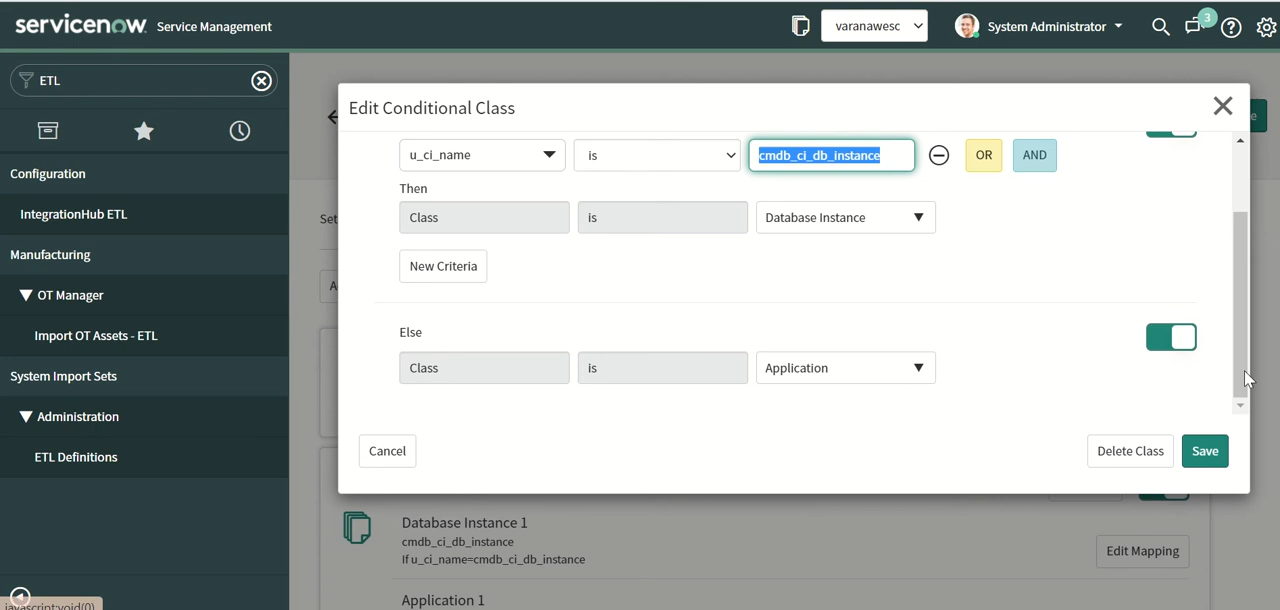 servicenow Service Management
varanawesc
System Administrator
3
ETL
Configuration
IntegrationHub ETL
Manufacturing
OT Manager
Import OT Assets - ETL
System Import Sets
Administration
ETL Definitions
javascript:void(0)
Edit Conditional Class
u_ci_name
is
cmdb_ci_db_instance
OR
AND
Then
Class
is
Database Instance
New Criteria
Else
Class
is
Application
Cancel
Delete Class
Save
Set
A
e
Database Instance 1
cmdb_ci_db_instance
If u_ci_name=cmdb_ci_db_instance
Edit Mapping
Application 1